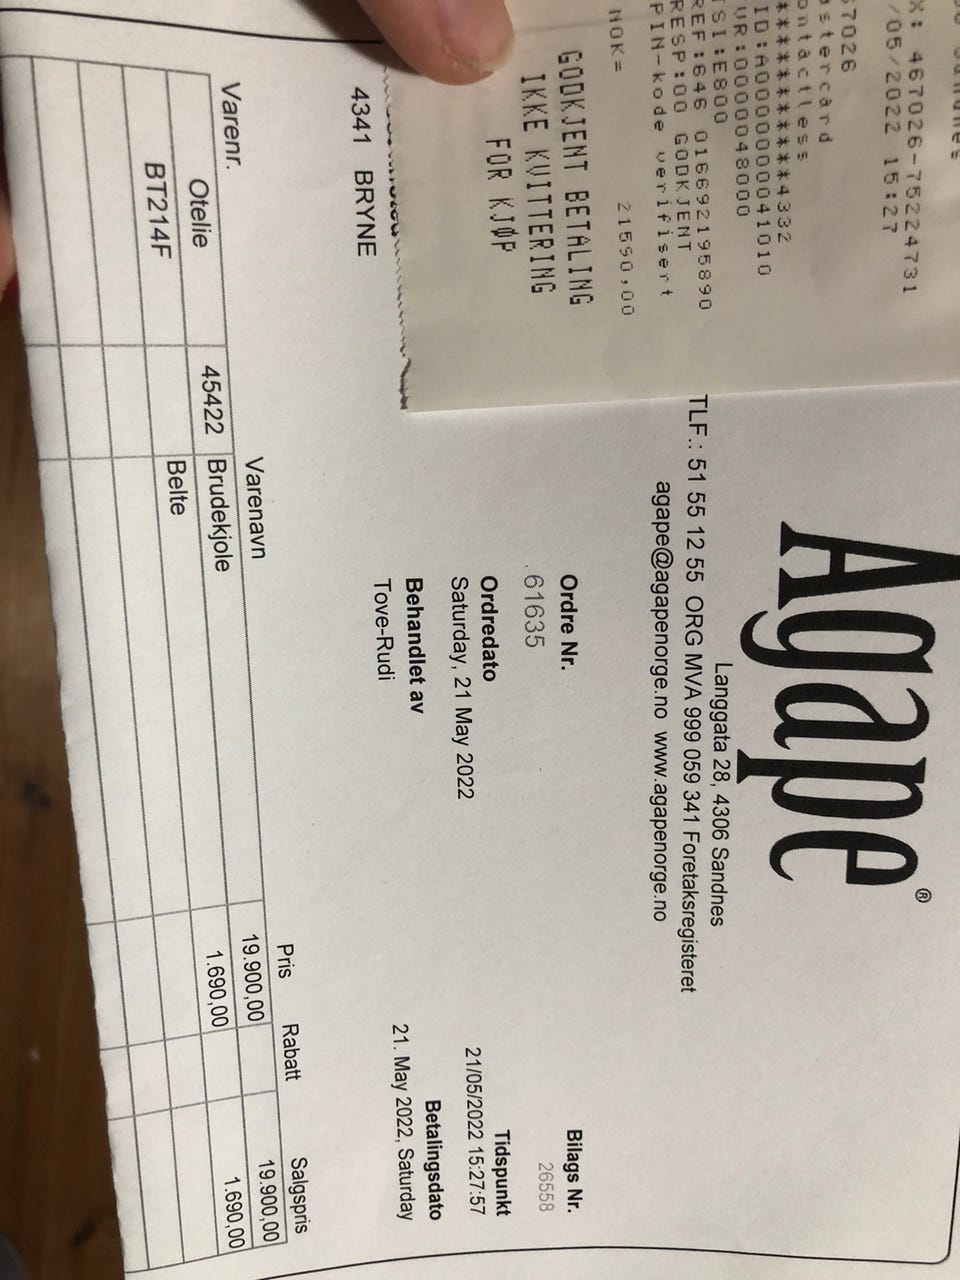 Agape®
Langgata 28, 4306 Sandnes
TLF.: 51 55 12 55 ORG MVA 999 059 341 Foretaksregisteret
agape@agapenorge.no www.agapenorge.no
467026-75224731
/05/2022 15:27
67026
stercard
ontactless
************4332
ID:A0000000041010
VR:0000048000
TSI:E800
REF:646 016692195890
RESP:00 GODKJENT
PIN-kode verifisert
NOK= 21590,00
GODKJENT BETALING
IKKE KVITTERING
FOR KJØP
4341 BRYNE
Ordre Nr.
61635
Ordredato
Saturday, 21 May 2022
Behandlet av
Tove-Rudi
Bilags Nr.
26558
Tidspunkt
21/05/2022 15:27:57
Betalingsdato
21. May 2022, Saturday
Varenr. Varenavn Pris Rabatt Salgspris
Otelie 45422 Brudekjole 19.900,00 19.900,00
BT214F Belte 1.690,00 1.690,00